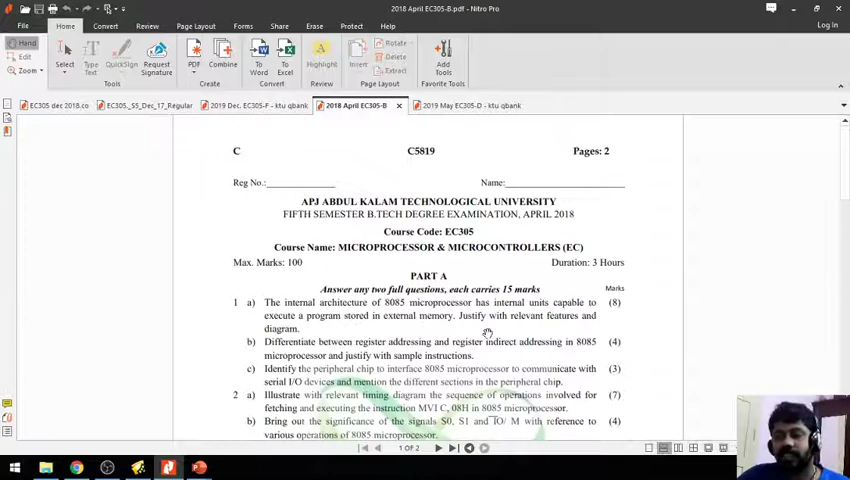 2018 April EC305-B.pdf - Nitro Pro
File Home Convert Review Page Layout Forms Share Erase Protect Help Log In
Hand
Edit
Zoom
Select
Type Text
QuickSign
Request Signature
PDF
Combine
To Word
To Excel
Highlight
Insert
Rotate
Delete
Extract
Add Tools
Tools Create Convert Review Page Layout Favorite Tools
EC305 dec 2018.co EC305._S5_Dec_17_Regular 2019 Dec. EC305-F - ktu qbank 2018 April EC305-B 2019 May EC305-D - ktu qbank
C C5819 Pages: 2
Reg No.:____________ Name:____________________
APJ ABDUL KALAM TECHNOLOGICAL UNIVERSITY
FIFTH SEMESTER B.TECH DEGREE EXAMINATION, APRIL 2018
Course Code: EC305
Course Name: MICROPROCESSOR & MICROCONTROLLERS (EC)
Max. Marks: 100 Duration: 3 Hours
PART A
Answer any two full questions, each carries 15 marks Marks
1 a) The internal architecture of 8085 microprocessor has internal units capable to (8)
execute a program stored in external memory. Justify with relevant features and
diagram.
b) Differentiate between register addressing and register indirect addressing in 8085 (4)
microprocessor and justify with sample instructions.
c) Identify the peripheral chip to interface 8085 microprocessor to communicate with (3)
serial I/O devices and mention the different sections in the peripheral chip.
2 a) Illustrate with relevant timing diagram the sequence of operations involved for (7)
fetching and executing the instruction MVI C, 08H in 8085 microprocessor.
b) Bring out the significance of the signals S0, S1 and IO/ M with reference to (4)
various operations of 8085 microprocessor.
1 OF 2